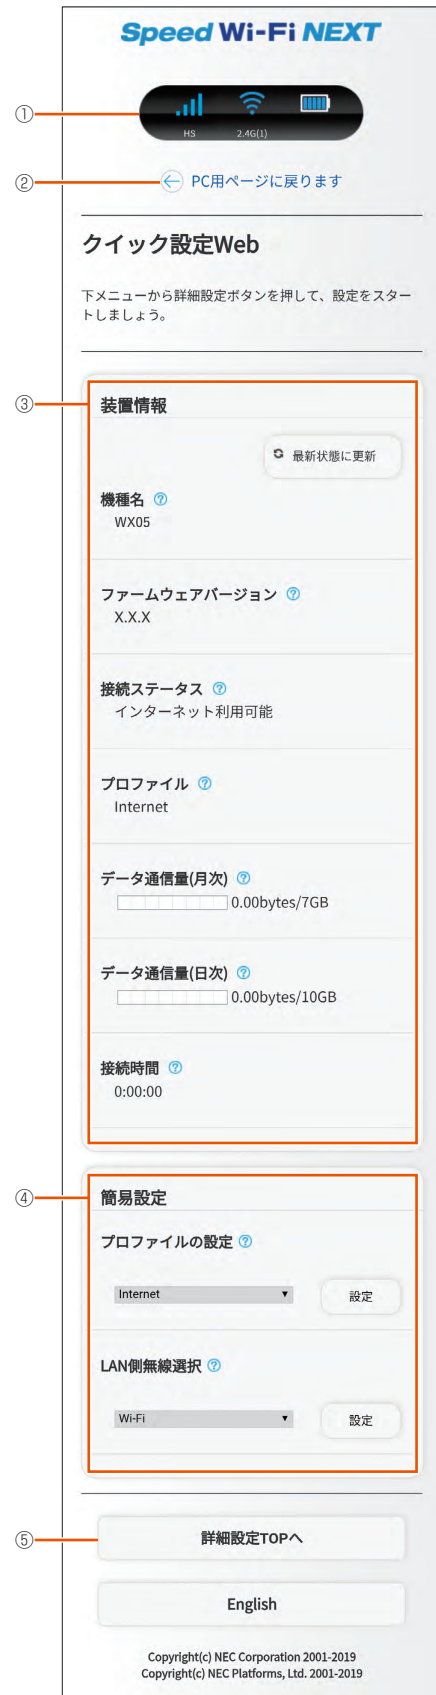 Speed Wi-Fi NEXT
①
HS 2.4G(1)
② PC用ページに戻ります
クイック設定Web
下メニューから詳細設定ボタンを押して、設定をスター
トしましょう。
③ 装置情報
最新状態に更新
機種名 ?
WX05
ファームウェアバージョン ?
X.X.X
接続ステータス ?
インターネット利用可能
プロファイル ?
Internet
データ通信量(月次) ?
0.00bytes/7GB
データ通信量(日次) ?
0.00bytes/10GB
接続時間 ?
0:00:00
④ 簡易設定
プロファイルの設定 ?
Internet ▼ 設定
LAN側無線選択 ?
Wi-Fi ▼ 設定
⑤ 詳細設定TOPへ
English
Copyright(c) NEC Corporation 2001-2019
Copyright(c) NEC Platforms, Ltd. 2001-2019